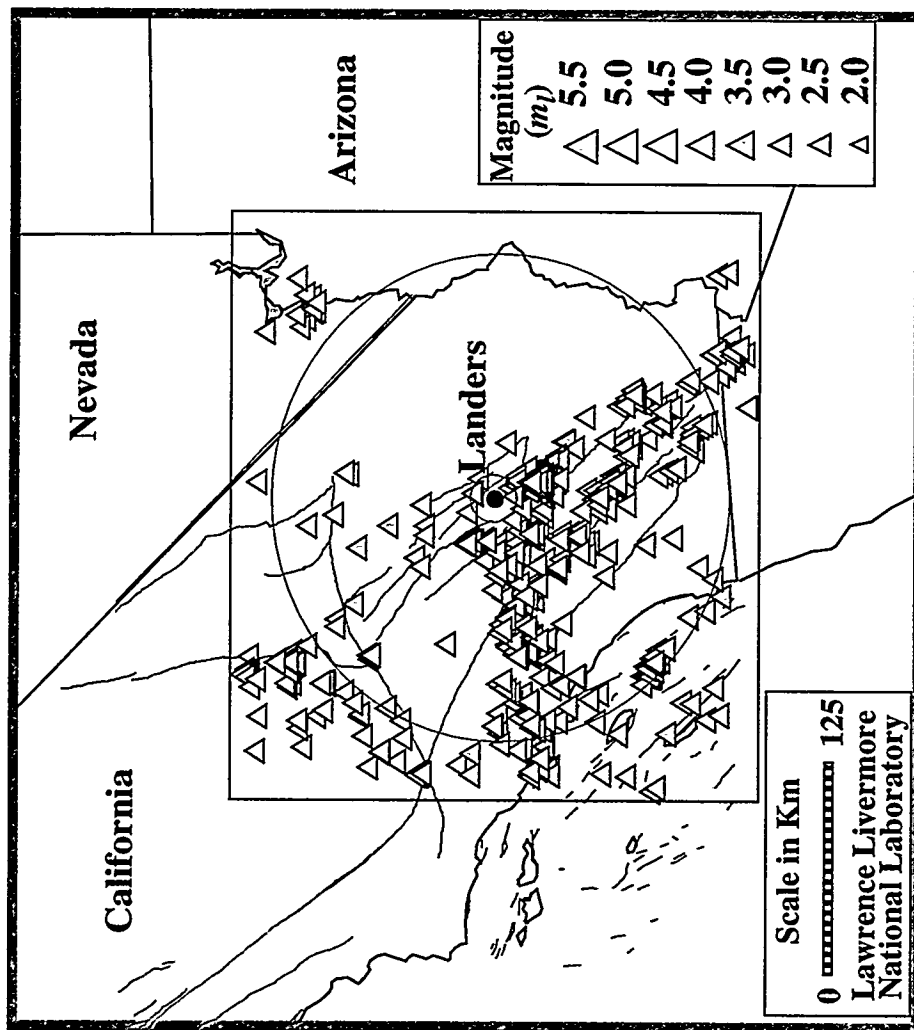 California
Nevada
Arizona
Landers
Magnitude
(m_l)
5.5
5.0
4.5
4.0
3.5
3.0
2.5
2.0
Scale in Km
0 125
Lawrence Livermore
National Laboratory